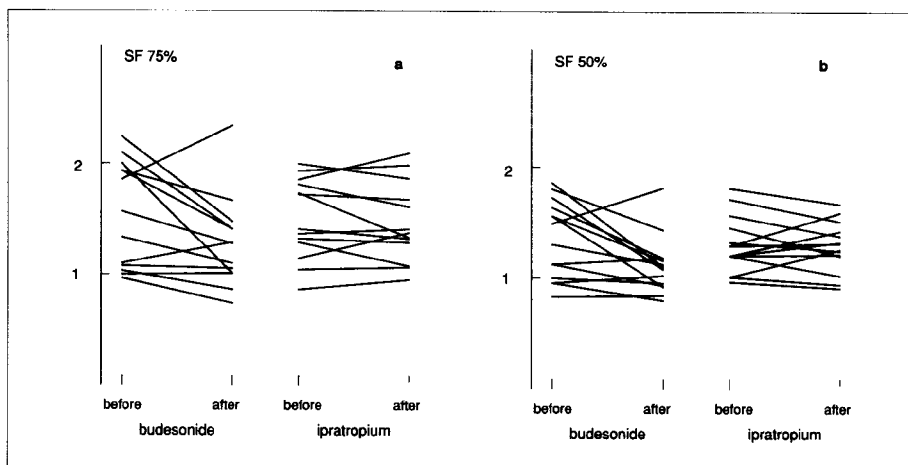 SF 75%
a
2
1
before after before after
budesonide ipratropium
SF 50%
b
2
1
before after before after
budesonide ipratropium